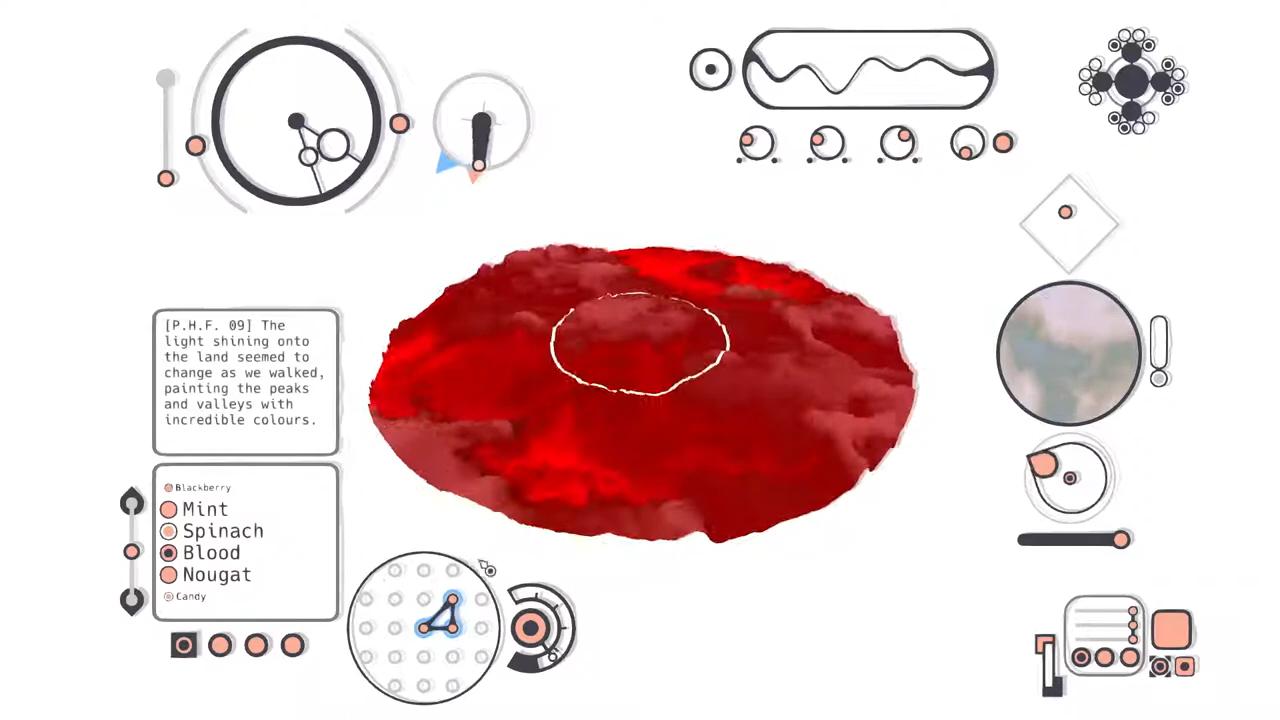 [P.H.F. 09] The
light shining onto
the land seemed to
change as we walked,
painting the peaks
and valleys with
incredible colours.
Blackberry
Mint
Spinach
Blood
Nougat
Candy